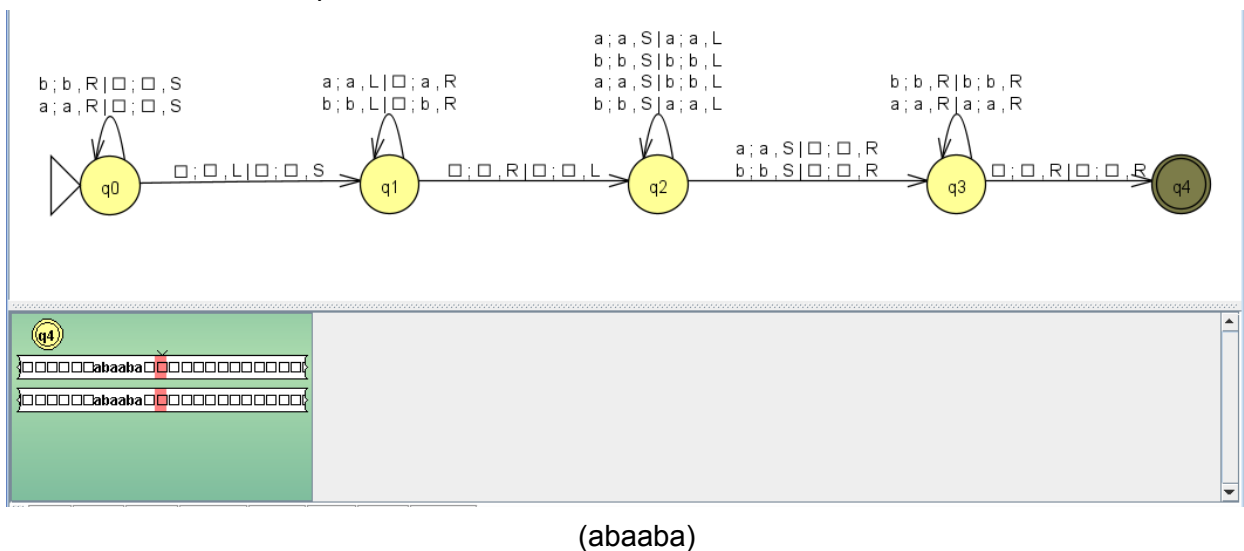 a ; a , S | a ; a , L
b ; b , S | b ; b , L
a ; a , S | b ; b , L
b ; b , S | a ; a , L
b ; b , R | □ ; □ , S
a ; a , R | □ ; □ , S
a ; a , L | □ ; a , R
b ; b , L | □ ; b , R
b ; b , R | b ; b , R
a ; a , R | a ; a , R
a ; a , S | □ ; □ , R
b ; b , S | □ ; □ , R
□ ; □ , L | □ ; □ , S
□ ; □ , R | □ ; □ , L
□ ; □ , R | □ ; □ , R
q0
q1
q2
q3
q4
q4
□□□□□□abaaba□□□□□□□□□□□□□□
□□□□□□abaaba□□□□□□□□□□□□□□
(abaaba)